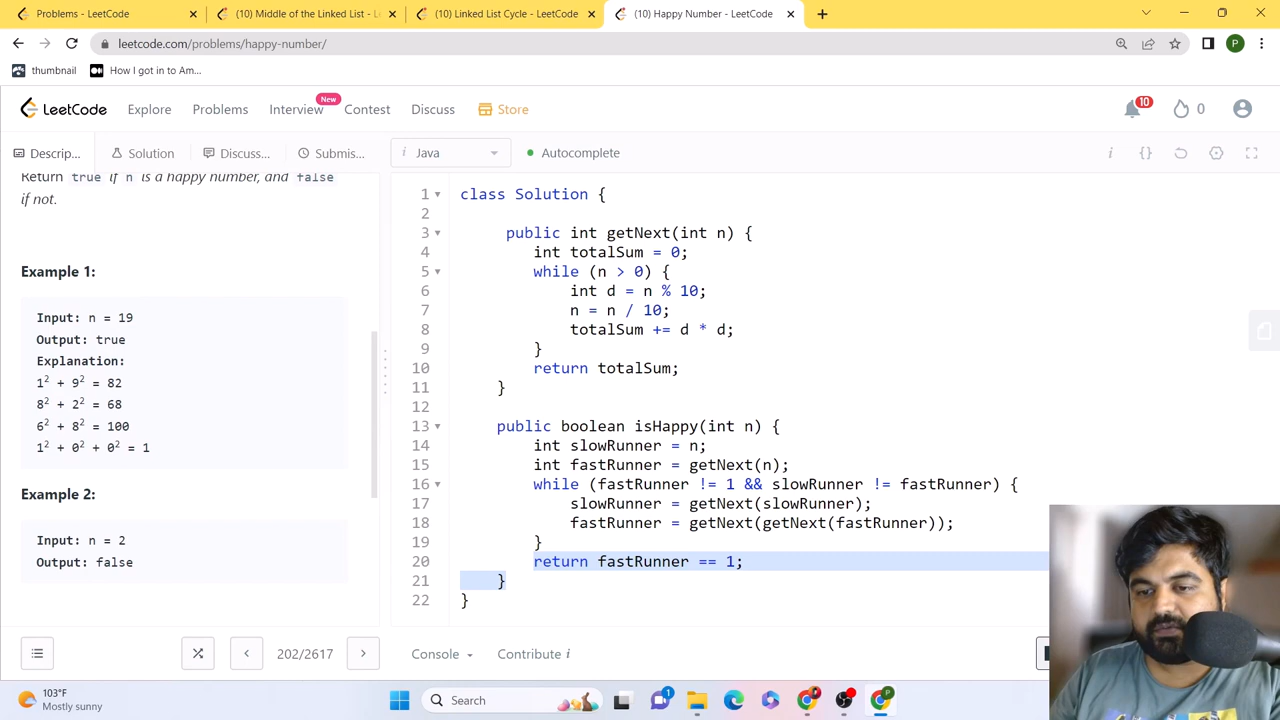 Problems - LeetCode
(10) Middle of the Linked List - L
(10) Linked List Cycle - LeetCode
(10) Happy Number - LeetCode
leetcode.com/problems/happy-number/
P
thumbnail
How I got in to Am...
LeetCode
Explore
Problems
Interview
New
Contest
Discuss
Store
10
0
Descrip...
Solution
Discuss...
Submis...
i Java
Autocomplete
i
{}
Return true if n is a happy number, and false
if not.
Example 1:
Input: n = 19
Output: true
Explanation:
1² + 9² = 82
8² + 2² = 68
6² + 8² = 100
1² + 0² + 0² = 1
Example 2:
Input: n = 2
Output: false
1 class Solution {
2
3 public int getNext(int n) {
4 int totalSum = 0;
5 while (n > 0) {
6 int d = n % 10;
7 n = n / 10;
8 totalSum += d * d;
9 }
10 return totalSum;
11 }
12
13 public boolean isHappy(int n) {
14 int slowRunner = n;
15 int fastRunner = getNext(n);
16 while (fastRunner != 1 && slowRunner != fastRunner) {
17 slowRunner = getNext(slowRunner);
18 fastRunner = getNext(getNext(fastRunner));
19 }
20 return fastRunner == 1;
21 }
22 }
202/2617
Console
Contribute i
103°F
Mostly sunny
Search
1